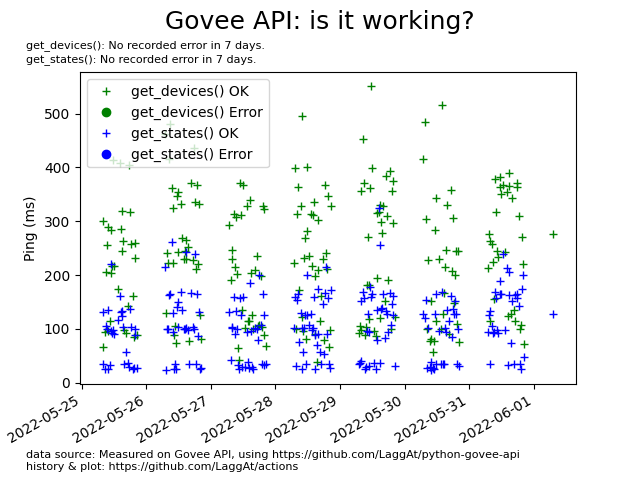 Govee API: is it working?
get_devices(): No recorded error in 7 days.
get_states(): No recorded error in 7 days.
get_devices() OK
get_devices() Error
get_states() OK
get_states() Error
Ping (ms)
500
400
300
200
100
0
2022-05-25
2022-05-26
2022-05-27
2022-05-28
2022-05-29
2022-05-30
2022-05-31
2022-06-01
data source: Measured on Govee API, using https://github.com/LaggAt/python-govee-api
history & plot: https://github.com/LaggAt/actions